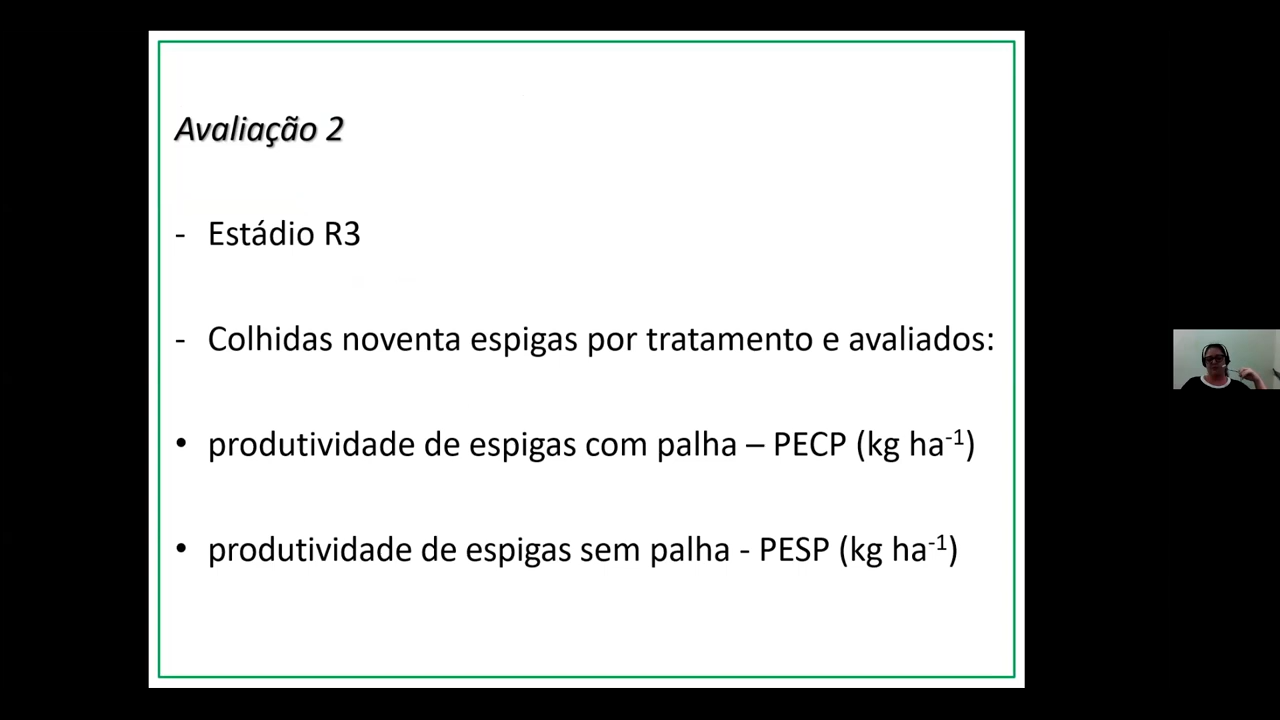 Avaliação 2
- Estádio R3
- Colhidas noventa espigas por tratamento e avaliados:
• produtividade de espigas com palha – PECP (kg ha⁻¹)
• produtividade de espigas sem palha - PESP (kg ha⁻¹)